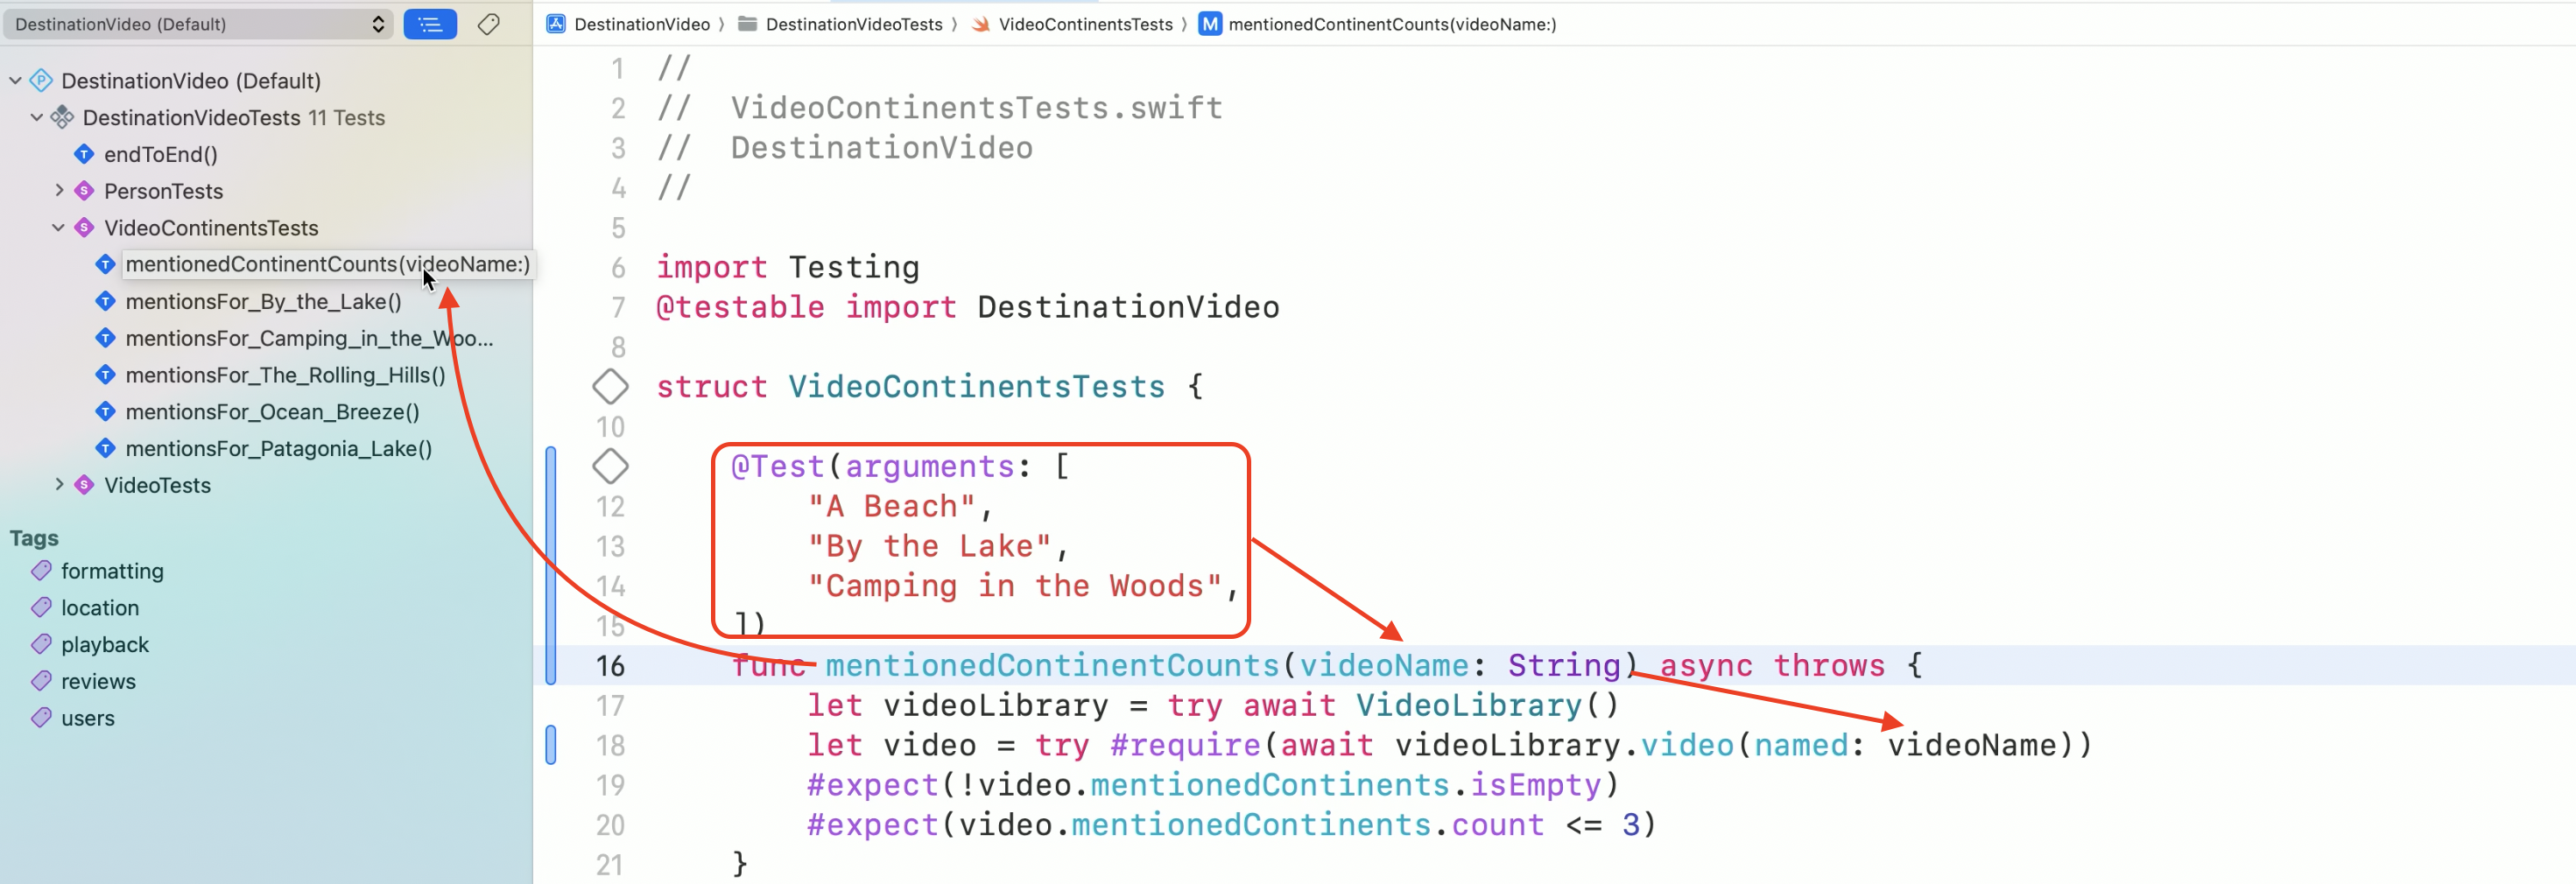 DestinationVideo (Default)
DestinationVideo (Default)
DestinationVideoTests 11 Tests
endToEnd()
PersonTests
VideoContinentsTests
mentionedContinentCounts(videoName:)
mentionsFor_By_the_Lake()
mentionsFor_Camping_in_the_Woo...
mentionsFor_The_Rolling_Hills()
mentionsFor_Ocean_Breeze()
mentionsFor_Patagonia_Lake()
VideoTests
Tags
formatting
location
playback
reviews
users
DestinationVideo 〉 DestinationVideoTests 〉 VideoContinentsTests 〉 M mentionedContinentCounts(videoName:)
1 //
2 //  VideoContinentsTests.swift
3 //  DestinationVideo
4 //
5
6 import Testing
7 @testable import DestinationVideo
8
struct VideoContinentsTests {
10
@Test(arguments: [
12 "A Beach",
13 "By the Lake",
14 "Camping in the Woods",
15 ])
16 func mentionedContinentCounts(videoName: String) async throws {
17 let videoLibrary = try await VideoLibrary()
18 let video = try #require(await videoLibrary.video(named: videoName))
19 #expect(!video.mentionedContinents.isEmpty)
20 #expect(video.mentionedContinents.count <= 3)
21 }